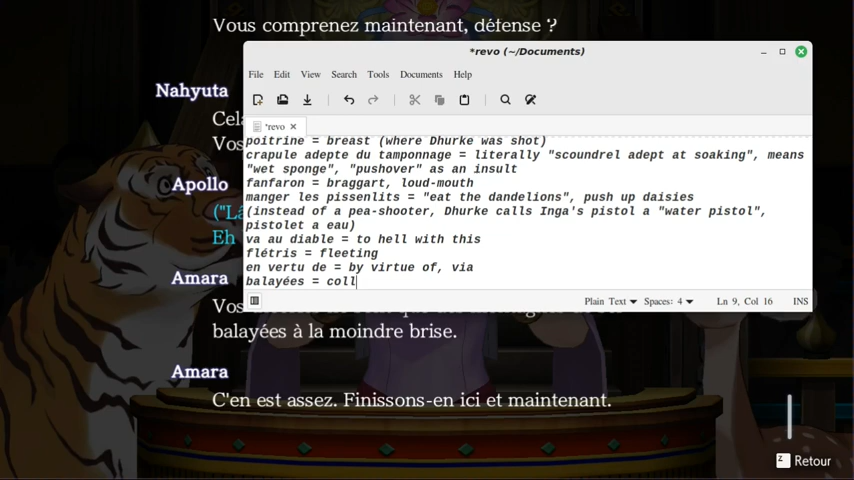 Vous comprenez maintenant, défense ?
*revo (~/Documents)
File Edit View Search Tools Documents Help
Nahyuta
*revo
Cela
Vos
poitrine = breast (where Dhurke was shot)
crapule adepte du tamponnage = literally "scoundrel adept at soaking", means
"wet sponge", "pushover" as an insult
fanfaron = braggart, loud-mouth
Apollo
manger les pissenlits = "eat the dandelions", push up daisies
("Là
(instead of a pea-shooter, Dhurke calls Inga's pistol a "water pistol",
pistolet a eau)
Eh
va au diable = to hell with this
flétris = fleeting
en vertu de = by virtue of, via
Amara
balayées = coll
Plain Text Spaces: 4 Ln 9, Col 16 INS
Vos
balayées à la moindre brise.
Amara
C'en est assez. Finissons-en ici et maintenant.
Z Retour